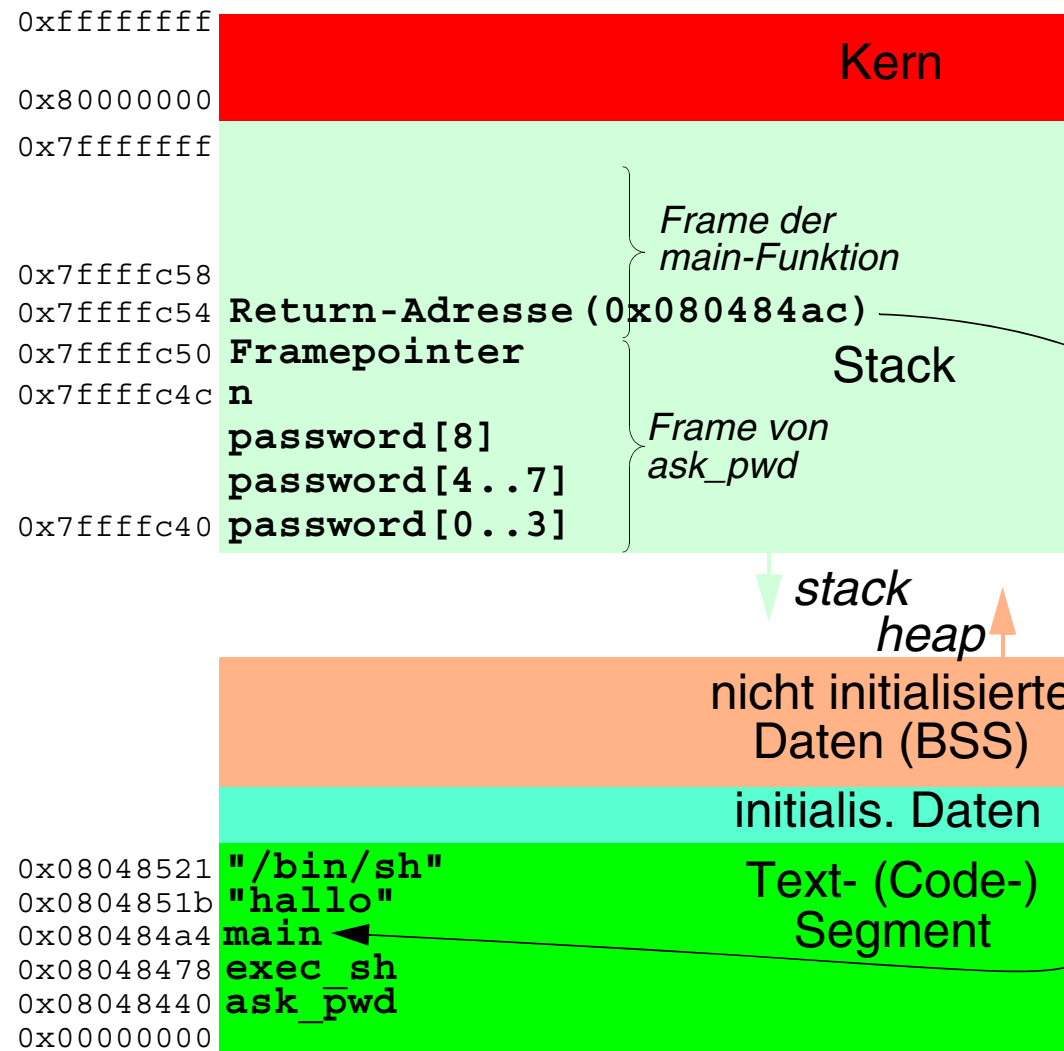 0xffffffff
Kern
0x80000000
0x7fffffff
Frame der
main-Funktion
0x7ffffc58
0x7ffffc54 Return-Adresse (0x080484ac)
0x7ffffc50 Framepointer
Stack
0x7ffffc4c n
password[8]
Frame von
ask_pwd
password[4..7]
0x7ffffc40 password[0..3]
stack
heap
nicht initialisierte
Daten (BSS)
initialis. Daten
0x08048521 "/bin/sh"
0x0804851b "hallo"
0x080484a4 main
0x08048478 exec_sh
0x08048440 ask_pwd
0x00000000
Text- (Code-)
Segment